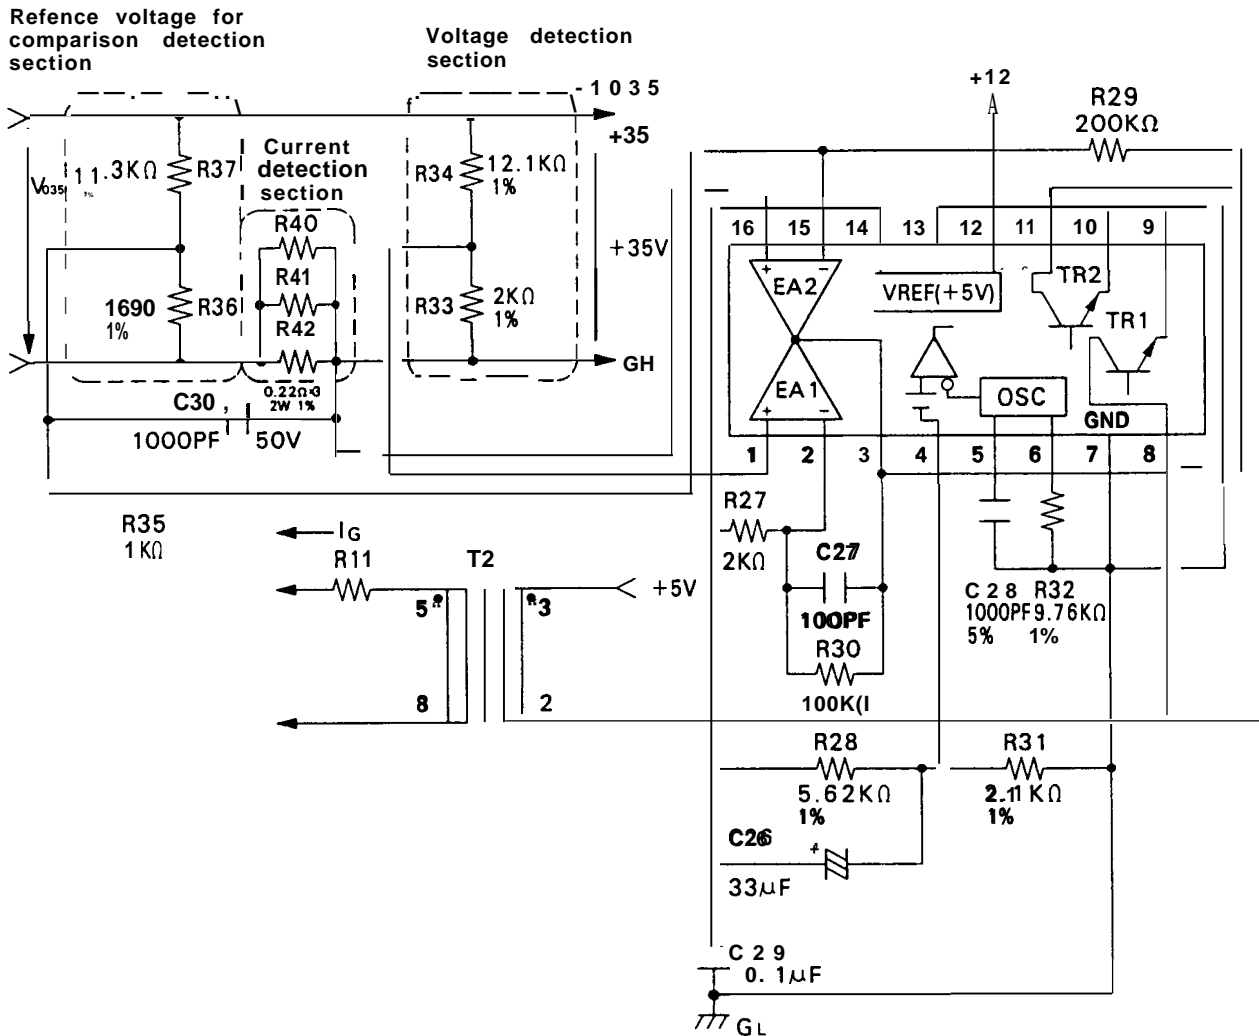 Refence voltage for
comparison detection
section
Voltage detection
section
-1035
+35
+12
R29
200KΩ
Current
detection
section
V035
11.3KΩ
R37
R34
12.1KΩ
1%
R40
R41
R42
0.22Ω×3
2W 1%
1690
1%
R36
R33
2KΩ
1%
+35V
GH
C30,
1000PF
50V
16
15
14
13
12
11
10
9
+
−
EA2
VREF(+5V)
TR2
TR1
EA1
+
−
OSC
GND
1
2
3
4
5
6
7
8
R35
1KΩ
IG
R11
T2
+5V
5
3
8
2
R27
2KΩ
C27
100PF
R30
100K(I
C28
1000PF
5%
R32
9.76KΩ
1%
R28
5.62KΩ
1%
R31
2.1KΩ
1%
C26
+
33μF
C29
0.1μF
GL